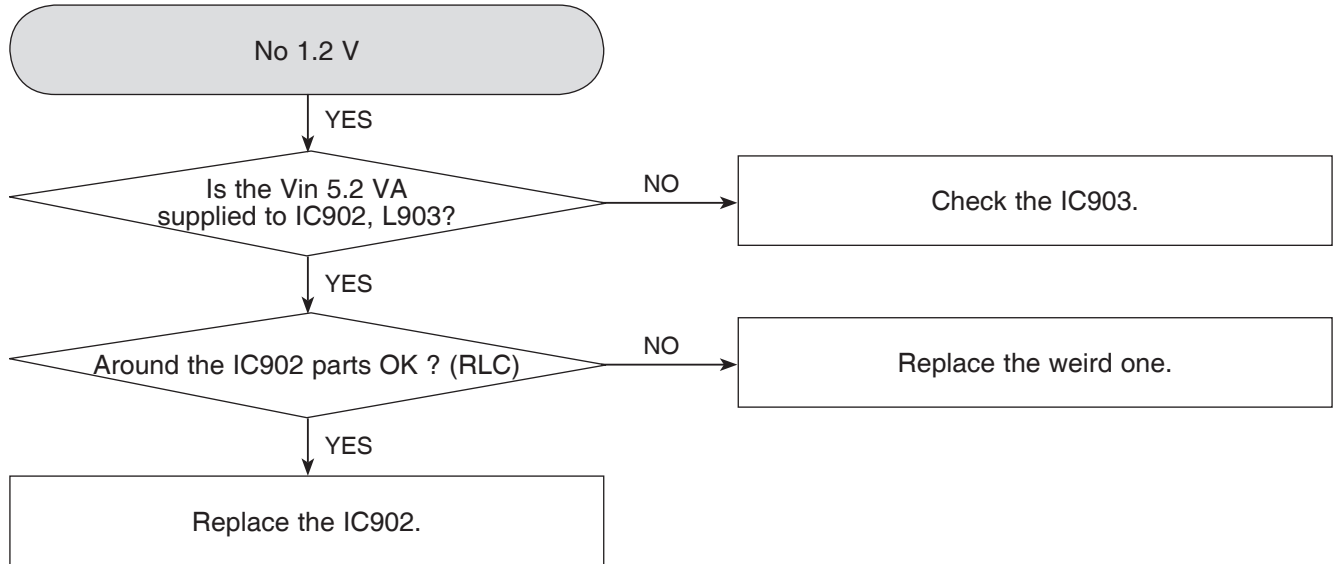 No 1.2 V
YES
Is the Vin 5.2 VA
supplied to IC902, L903?
NO
Check the IC903.
YES
Around the IC902 parts OK ? (RLC)
NO
Replace the weird one.
YES
Replace the IC902.